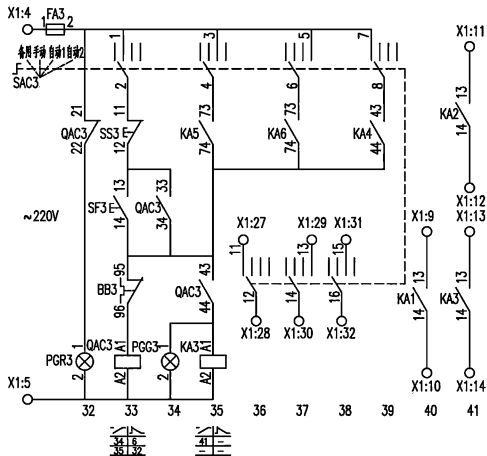 X1:4
FA3
1 2
备用 手动 自动1 自动2
SAC3
1 3 5 7
2 4 6 8
X1:11
21
QAC3
22
11
SS3
12
73
KA5
74
73
KA6
74
43
KA4
44
13
KA2
14
X1:12
13
SF3
14
33
QAC3
34
~220V
X1:27 X1:29 X1:31
X1:9 X1:13
11 13 15
12 14 16
X1:28 X1:30 X1:32
95
BB3
96
43
QAC3
44
13
KA1
14
13
KA3
14
1
PGR3
2
QAC3
A1
A2
1
PGG3
2
KA3
A1
A2
X1:10 X1:14
X1:5
32 33 34 35 36 37 38 39 40 41
34 6
35 32
41 -
- -